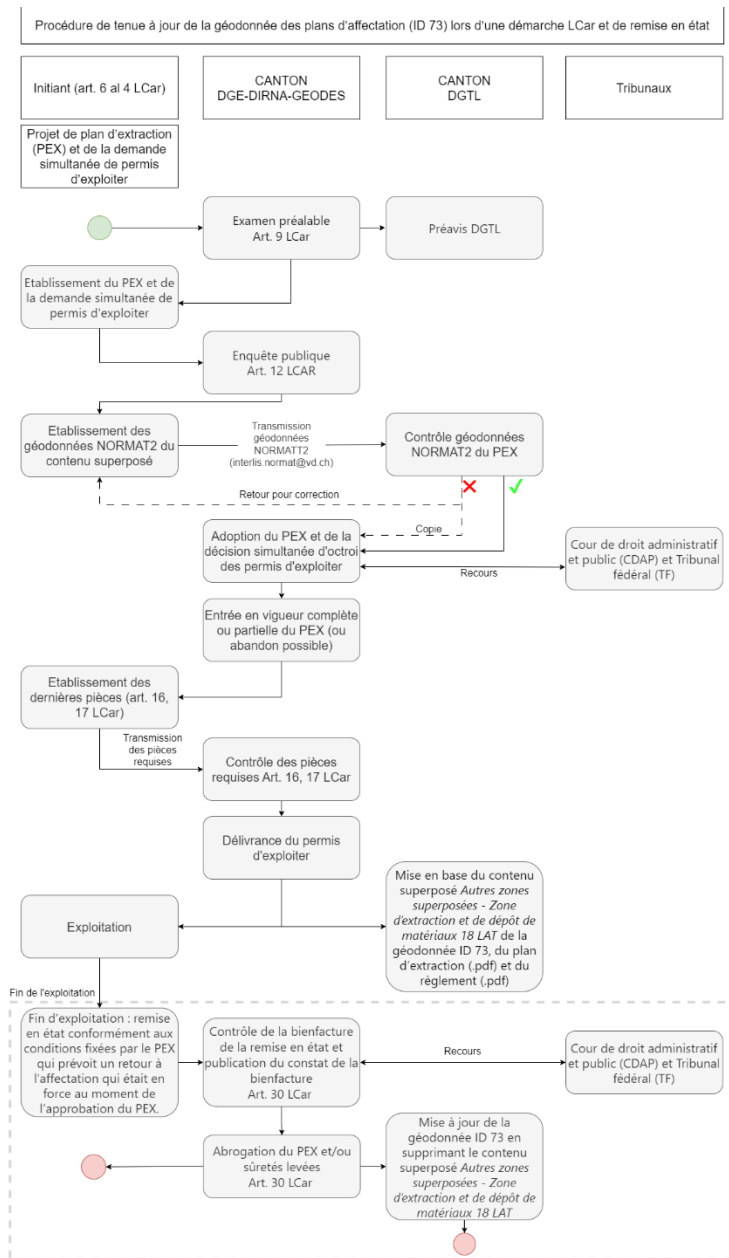 Procédure de tenue à jour de la géodonnée des plans d'affectation (ID 73) lors d'une démarche LCar et de remise en état
Initiant (art. 6 al 4 LCar)
CANTON
DGE-DIRNA-GEODES
CANTON
DGTL
Tribunaux
Projet de plan d'extraction
(PEX) et de la demande
simultanée de permis
d'exploiter
Examen préalable
Art. 9 LCar
Préavis DGTL
Etablissement du PEX et de
la demande simultanée de
permis d'exploiter
Enquête publique
Art. 12 LCAR
Etablissement des
géodonnées NORMAT2 du
contenu superposé
Transmission
géodonnées
NORMATT2
(interlis.normat@vd.ch)
Contrôle géodonnées
NORMAT2 du PEX
Retour pour correction
Copie
Adoption du PEX et de la
décision simultanée d'octroi
des permis d'exploiter
Recours
Cour de droit administratif
et public (CDAP) et Tribunal
fédéral (TF)
Entrée en vigueur complète
ou partielle du PEX (ou
abandon possible)
Etablissement des
dernières pièces (art. 16,
17 LCar)
Transmission
des pièces
requises
Contrôle des pièces
requises Art. 16, 17 LCar
Délivrance du permis
d'exploiter
Exploitation
Mise en base du contenu
superposé Autres zones
superposées - Zone
d'extraction et de dépôt de
matériaux 18 LAT de la
géodonnée ID 73, du plan
d'extraction (.pdf) et du
règlement (.pdf)
Fin de l'exploitation
Fin d'exploitation : remise
en état conformément aux
conditions fixées par le PEX
qui prévoit un retour à
l'affectation qui était en
force au moment de
l'approbation du PEX.
Contrôle de la bienfacture
de la remise en état et
publication du constat de la
bienfacture
Art. 30 LCar
Recours
Cour de droit administratif
et public (CDAP) et Tribunal
fédéral (TF)
Abrogation du PEX et/ou
sûretés levées
Art. 30 LCar
Mise à jour de la
géodonnée ID 73 en
supprimant le contenu
superposé Autres zones
superposées - Zone
d'extraction et de dépôt de
matériaux 18 LAT